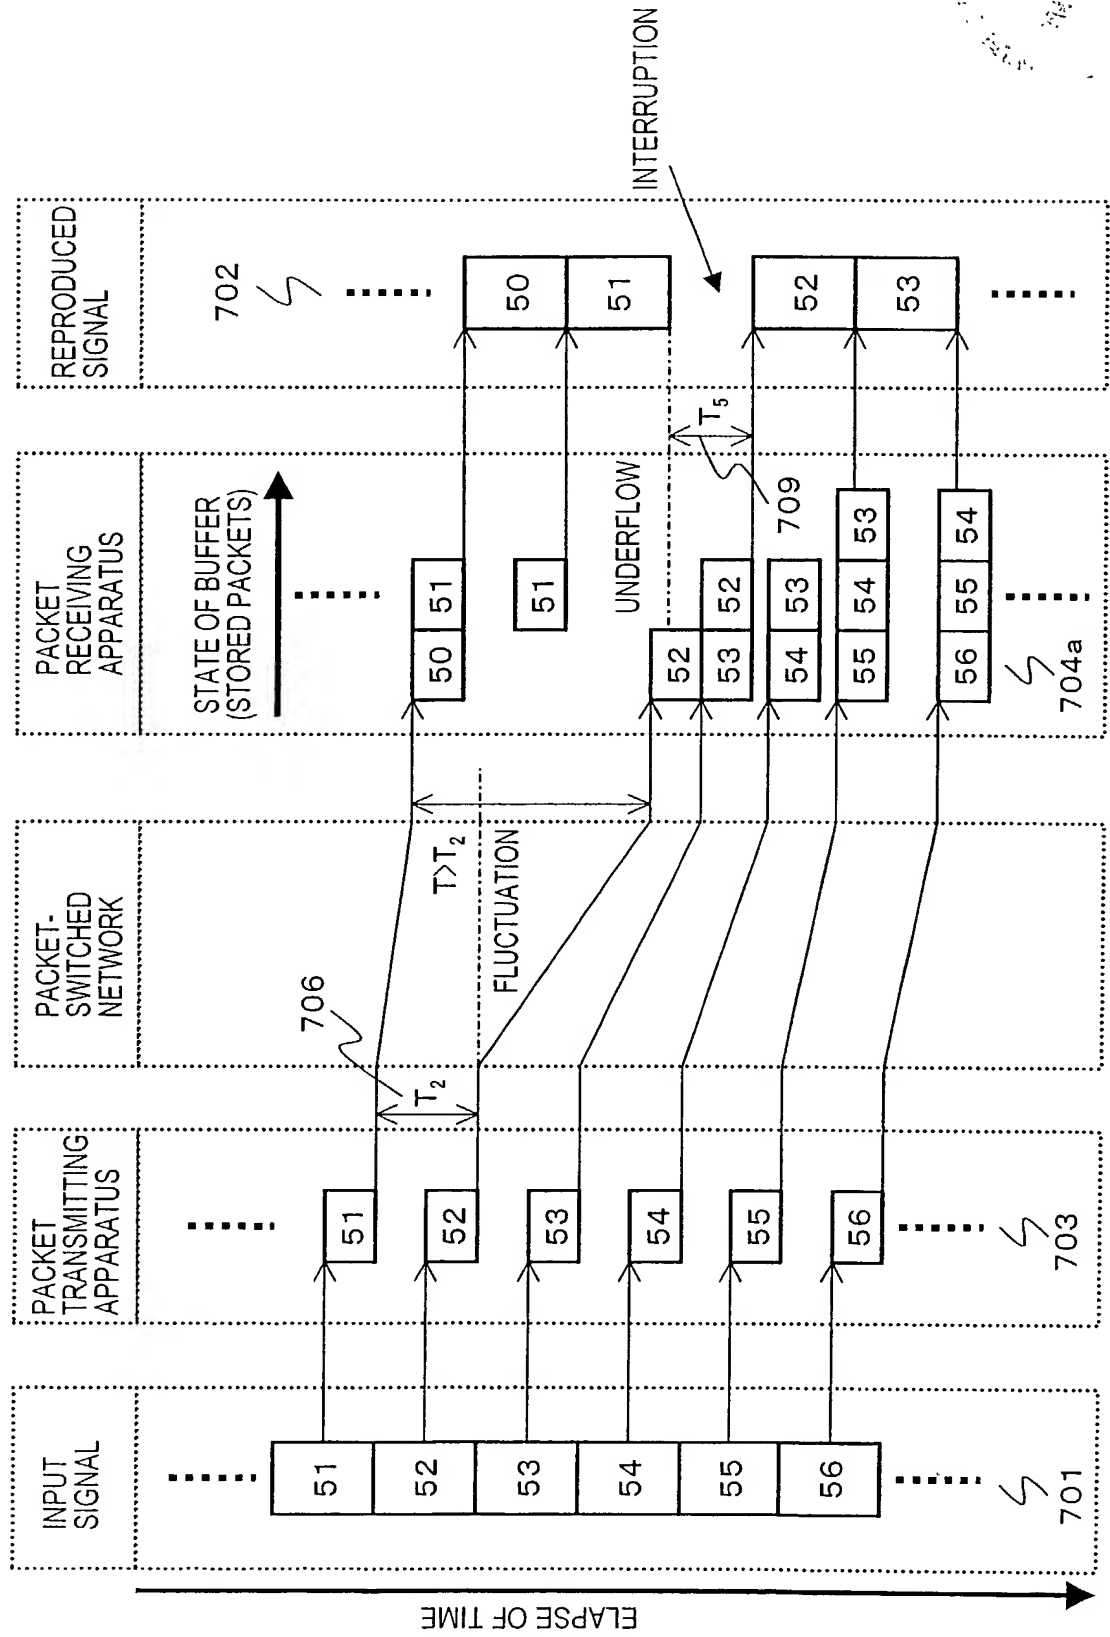 ELAPSE OF TIME
INPUT
SIGNAL
51
52
53
54
55
56
701
PACKET
TRANSMITTING
APPARATUS
51
52
53
54
55
56
703
PACKET-
SWITCHED
NETWORK
706
T2
T>T2
FLUCTUATION
PACKET
RECEIVING
APPARATUS
STATE OF BUFFER
(STORED PACKETS)
50 51
51
UNDERFLOW
52
53 52
54 53
55 54 53
56 55 54
704a
T5
709
REPRODUCED
SIGNAL
702
50
51
INTERRUPTION
52
53